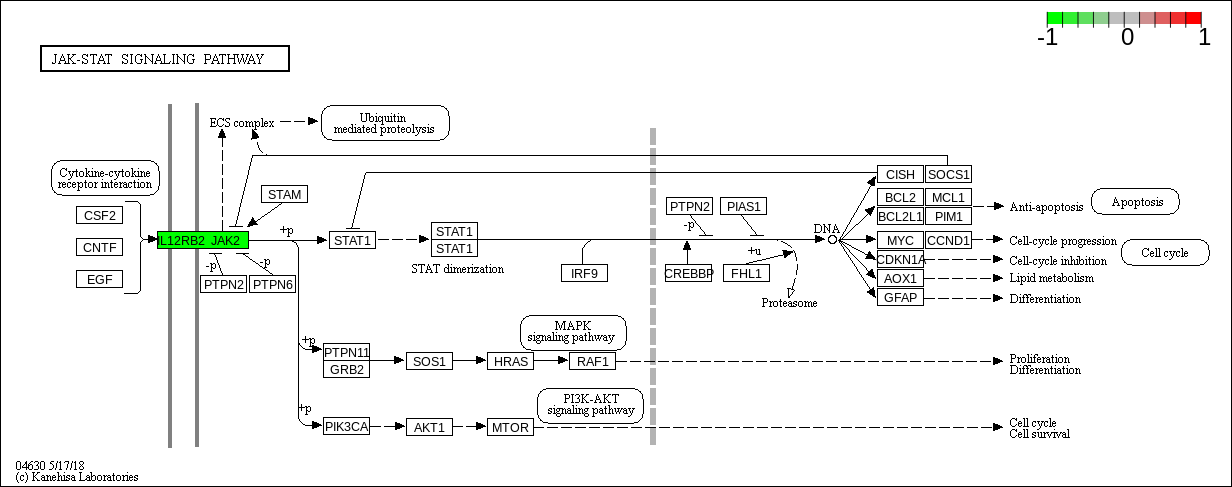 -1 0 1
JAK-STAT SIGNALING PATHWAY
Ubiquitin
mediated proteolysis
ECS complex
Cytokine-cytokine
receptor interaction
CISH SOCS1
STAM
BCL2 MCL1
Apoptosis
CSF2
PTPN2 PIAS1
Anti-apoptosis
BCL2L1 PIM1
-p
DNA
+p
STAT1
IL12RB2 JAK2
STAT1
STAT1
MYC CCND1
Cell-cycle progression
CNTF
+u
Cell cycle
CDKN1A
Cell-cycle inhibition
-p -p
STAT dimerization
IRF9
CREBBP
FHL1
EGF
PTPN2 PTPN6
AOX1
Lipid metabolism
GFAP
Differentiation
Proteasome
MAPK
signaling pathway
+p
PTPN11
GRB2
SOS1
HRAS
RAF1
Proliferation
Differentiation
PI3K-AKT
signaling pathway
+p
PIK3CA
AKT1
MTOR
Cell cycle
Cell survival
04630 5/17/18
(c) Kanehisa Laboratories